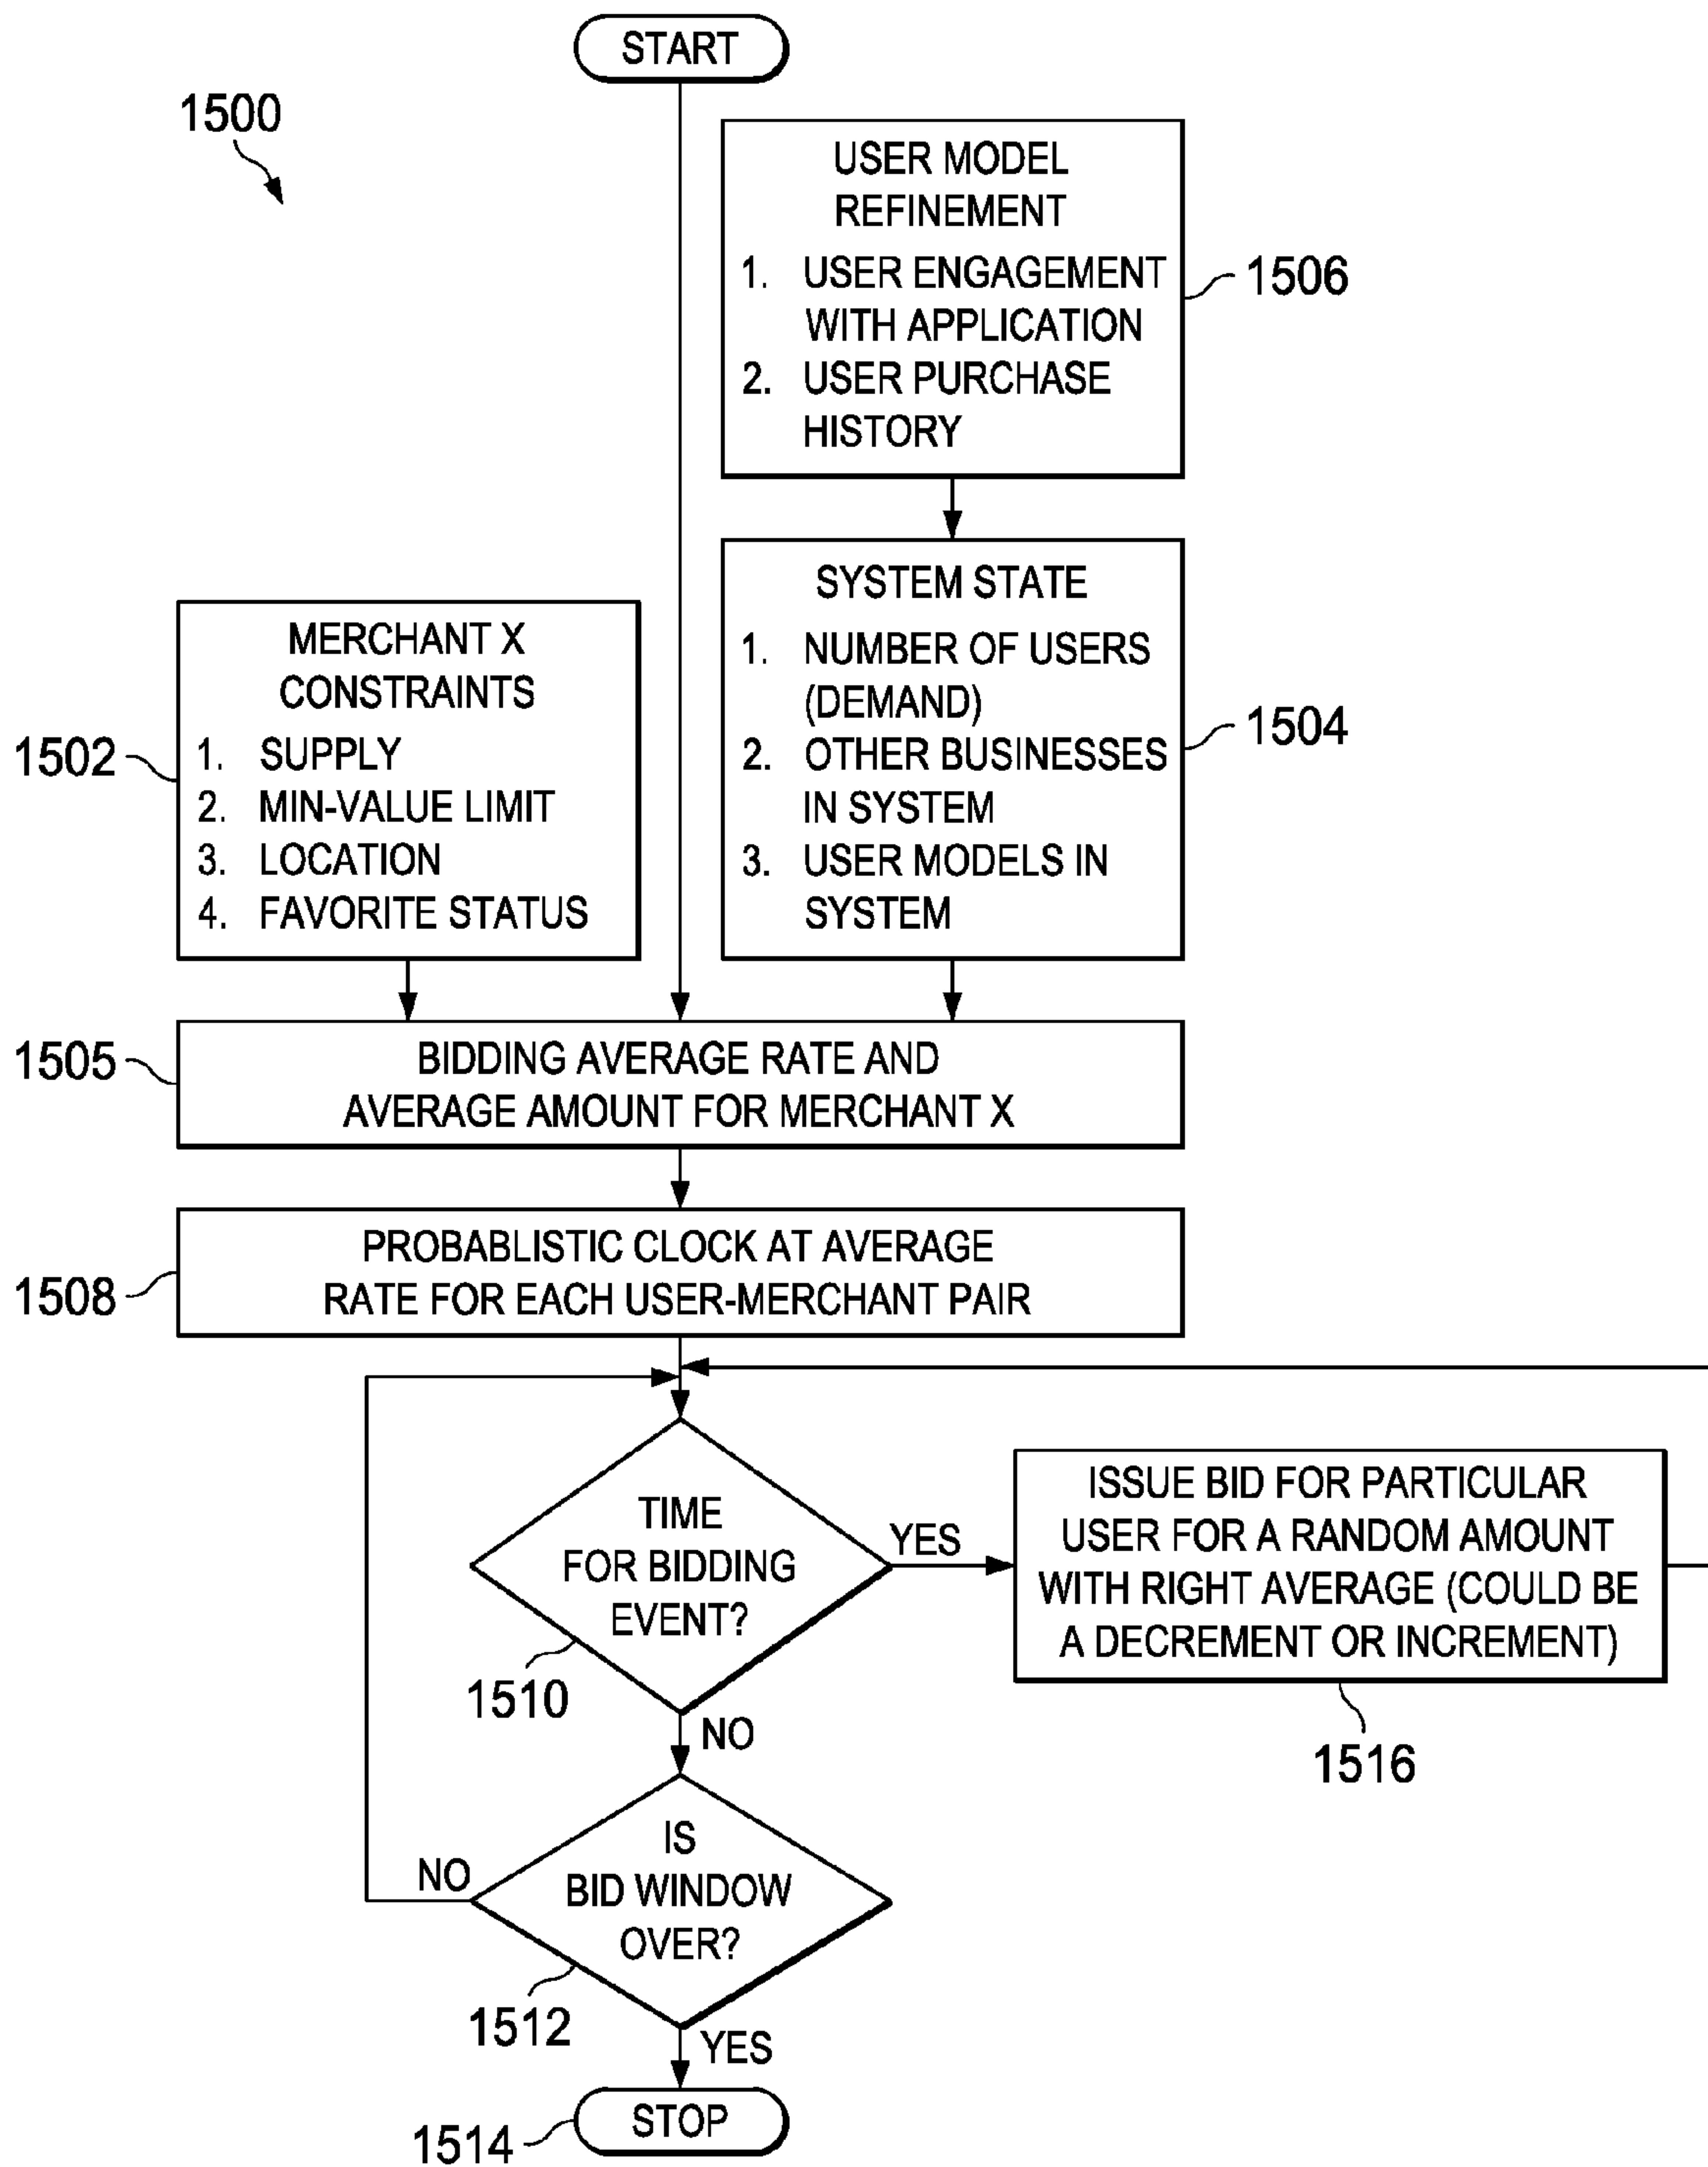 START
1500
USER MODEL
REFINEMENT
1. USER ENGAGEMENT
WITH APPLICATION
2. USER PURCHASE
HISTORY
1506
SYSTEM STATE
1. NUMBER OF USERS
(DEMAND)
2. OTHER BUSINESSES
IN SYSTEM
3. USER MODELS IN
SYSTEM
1504
MERCHANT X
CONSTRAINTS
1. SUPPLY
2. MIN-VALUE LIMIT
3. LOCATION
4. FAVORITE STATUS
1502
1505
BIDDING AVERAGE RATE AND
AVERAGE AMOUNT FOR MERCHANT X
1508
PROBABLISTIC CLOCK AT AVERAGE
RATE FOR EACH USER-MERCHANT PAIR
TIME
FOR BIDDING
EVENT?
1510
YES
ISSUE BID FOR PARTICULAR
USER FOR A RANDOM AMOUNT
WITH RIGHT AVERAGE (COULD BE
A DECREMENT OR INCREMENT)
1516
NO
IS
BID WINDOW
OVER?
NO
1512
YES
STOP
1514